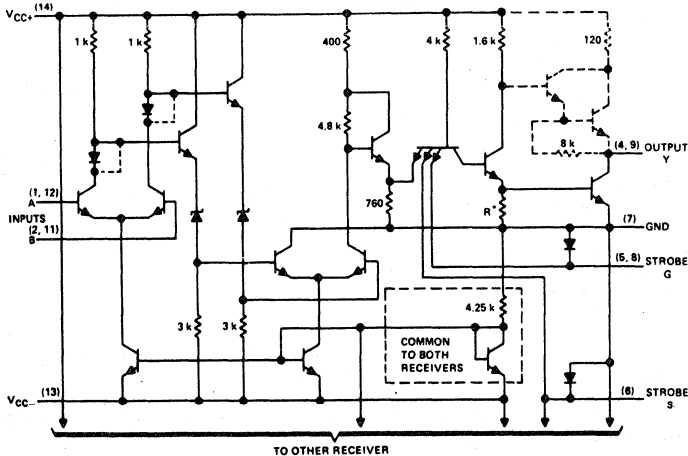 VCC+ (14)
1 k
1 k
400
4 k
1.6 k
120
4.8 k
8 k
(4, 9) OUTPUT
Y
(1, 12)
A
INPUTS
(2, 11)
B
760
R*
(7)
GND
(5, 8) STROBE
G
3 k
3 k
4.25 k
COMMON
TO BOTH
RECEIVERS
VCC– (13)
(6) STROBE
S
TO OTHER RECEIVER